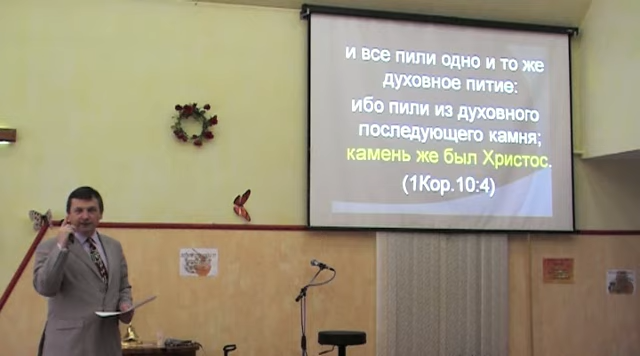 и все пили одно и то же
духовное питие:
ибо пили из духовного
последующего камня;
камень же был Христос.
(1Кор.10:4)